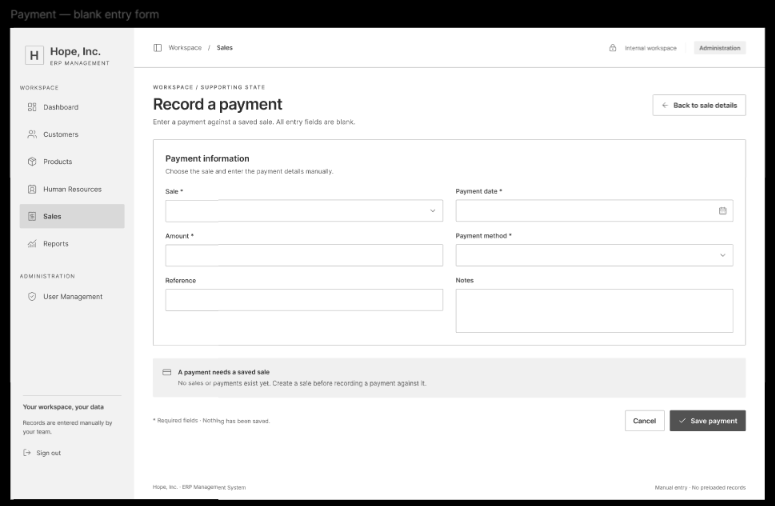 Payment — blank entry form
H
Hope, Inc.
ERP MANAGEMENT
WORKSPACE
Dashboard
Customers
Products
Human Resources
Sales
Reports
ADMINISTRATION
User Management
Your workspace, your data
Records are entered manually by
your team.
Sign out
Workspace / Sales
Internal workspace
Administration
WORKSPACE / SUPPORTING STATE
Record a payment
Enter a payment against a saved sale. All entry fields are blank.
← Back to sale details
Payment information
Choose the sale and enter the payment details manually.
Sale *
Payment date *
Amount *
Payment method *
Reference
Notes
A payment needs a saved sale
No sales or payments exist yet. Create a sale before recording a payment against it.
* Required fields · Nothing has been saved.
Cancel
Save payment
Hope, Inc. · ERP Management System
Manual entry · No preloaded records